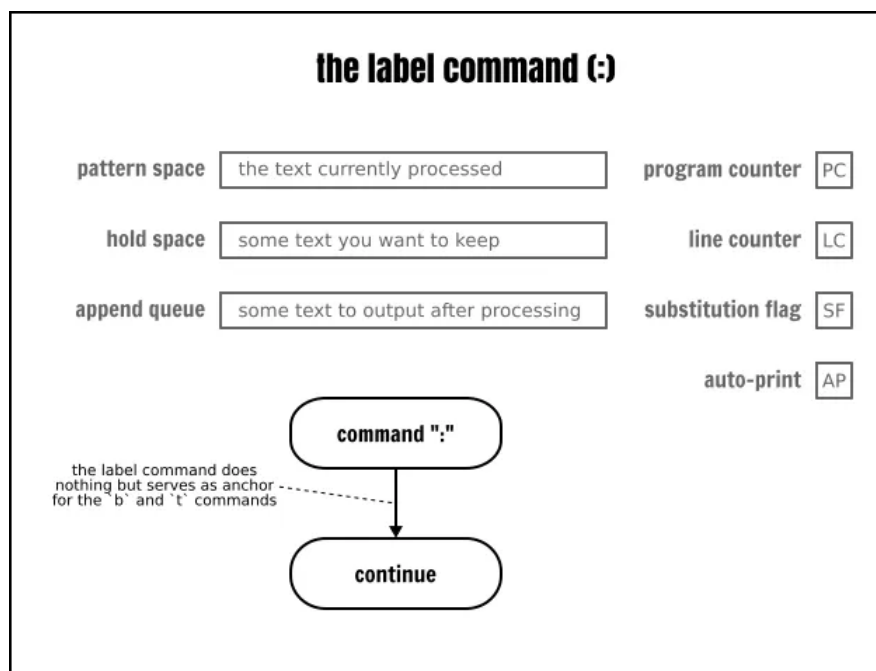 the label command (:)
pattern space the text currently processed program counter PC
hold space some text you want to keep line counter LC
append queue some text to output after processing substitution flag SF
auto-print AP
command ":"
the label command does
nothing but serves as anchor
for the `b` and `t` commands
continue